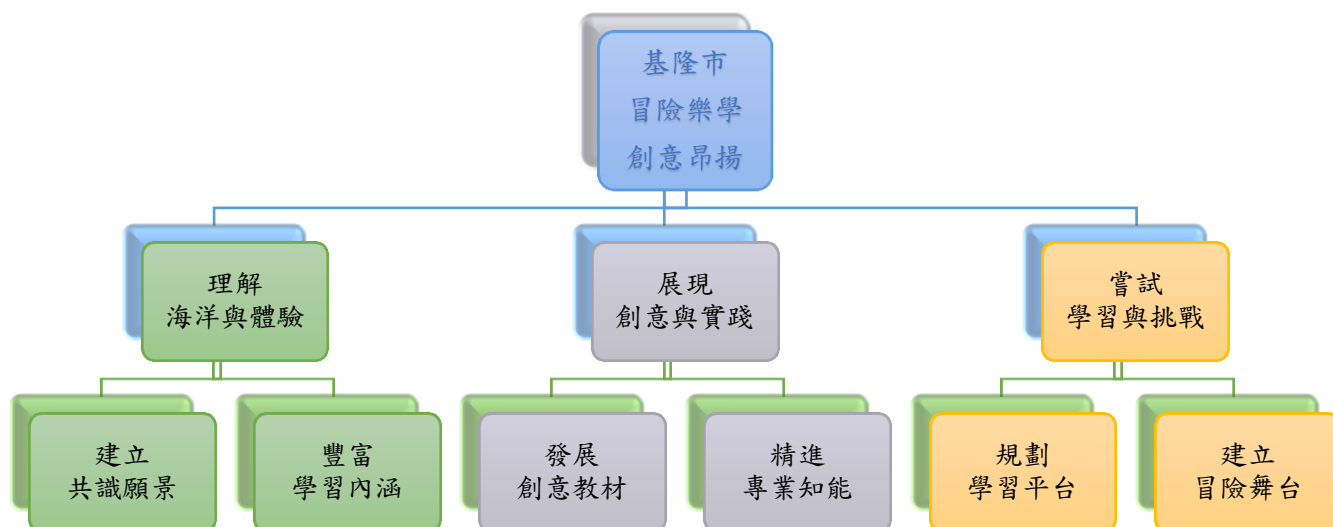 基隆市
冒險樂學
創意昂揚
理解
海洋與體驗
展現
創意與實踐
嘗試
學習與挑戰
建立
共識願景
豐富
學習內涵
發展
創意教材
精進
專業知能
規劃
學習平台
建立
冒險舞台